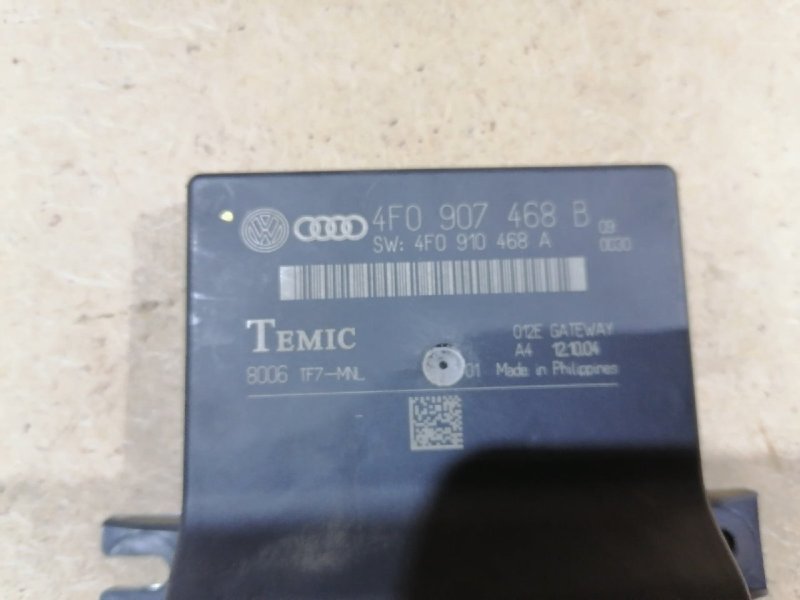 4F0 907 468 B 09
SW: 4F0 910 468 A 0030
TEMIC 012E GATEWAY
A4 12.10.04
8006 TF7-MNL 01 Made in Philippines